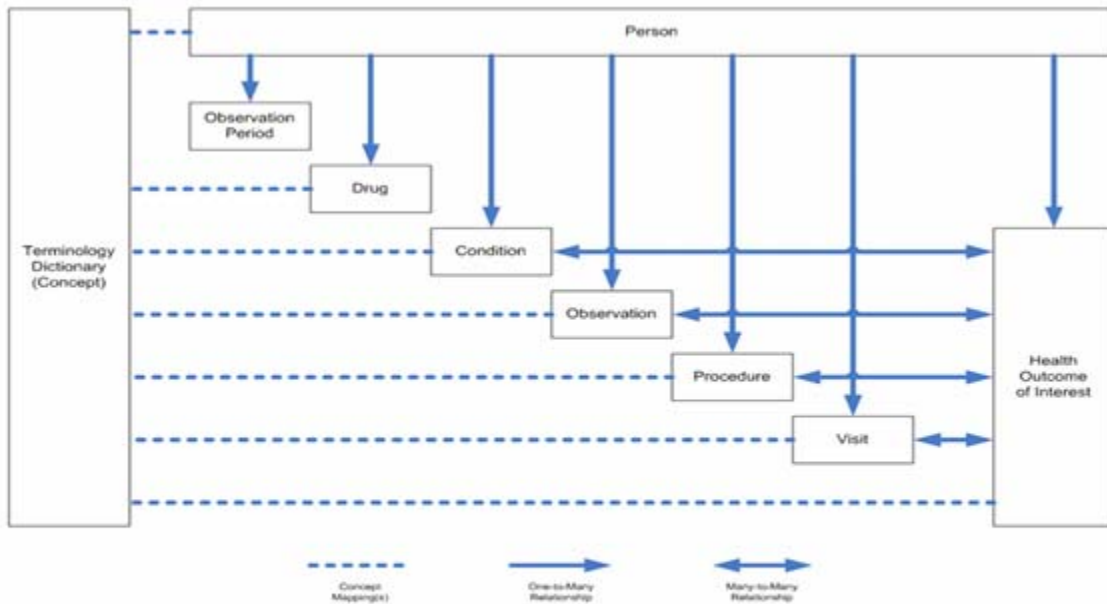 Person
Observation
Period
Drug
Terminology
Dictionary
(Concept)
Condition
Observation
Health
Outcome
of Interest
Procedure
Visit
Concept
Mapping(s)
One-to-Many
Relationship
Many-to-Many
Relationship